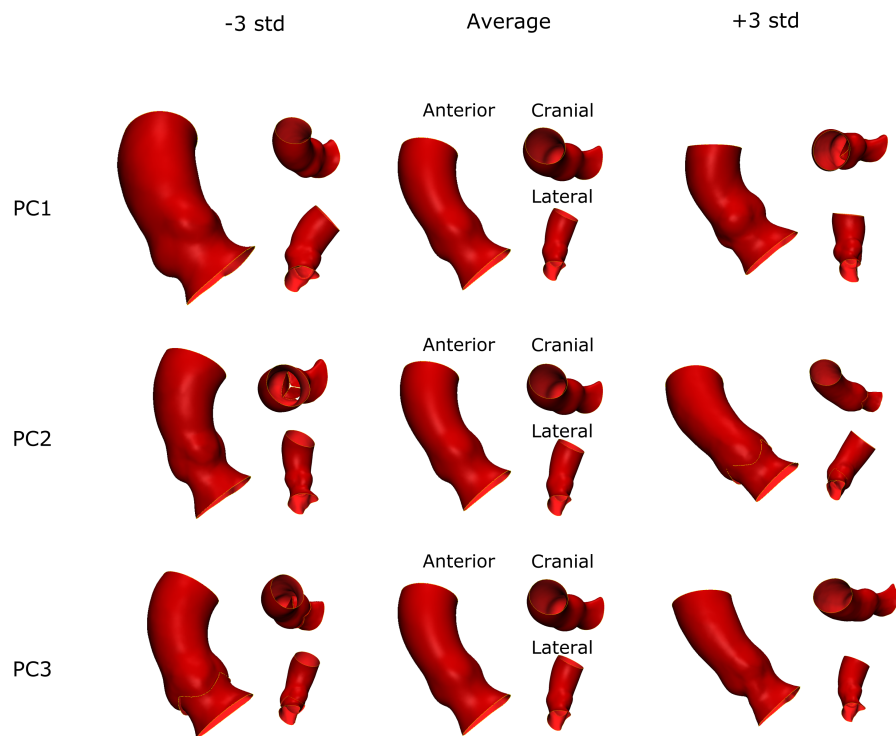 -3 std Average +3 std
Anterior Cranial
Lateral
PC1
Anterior Cranial
Lateral
PC2
Anterior Cranial
Lateral
PC3